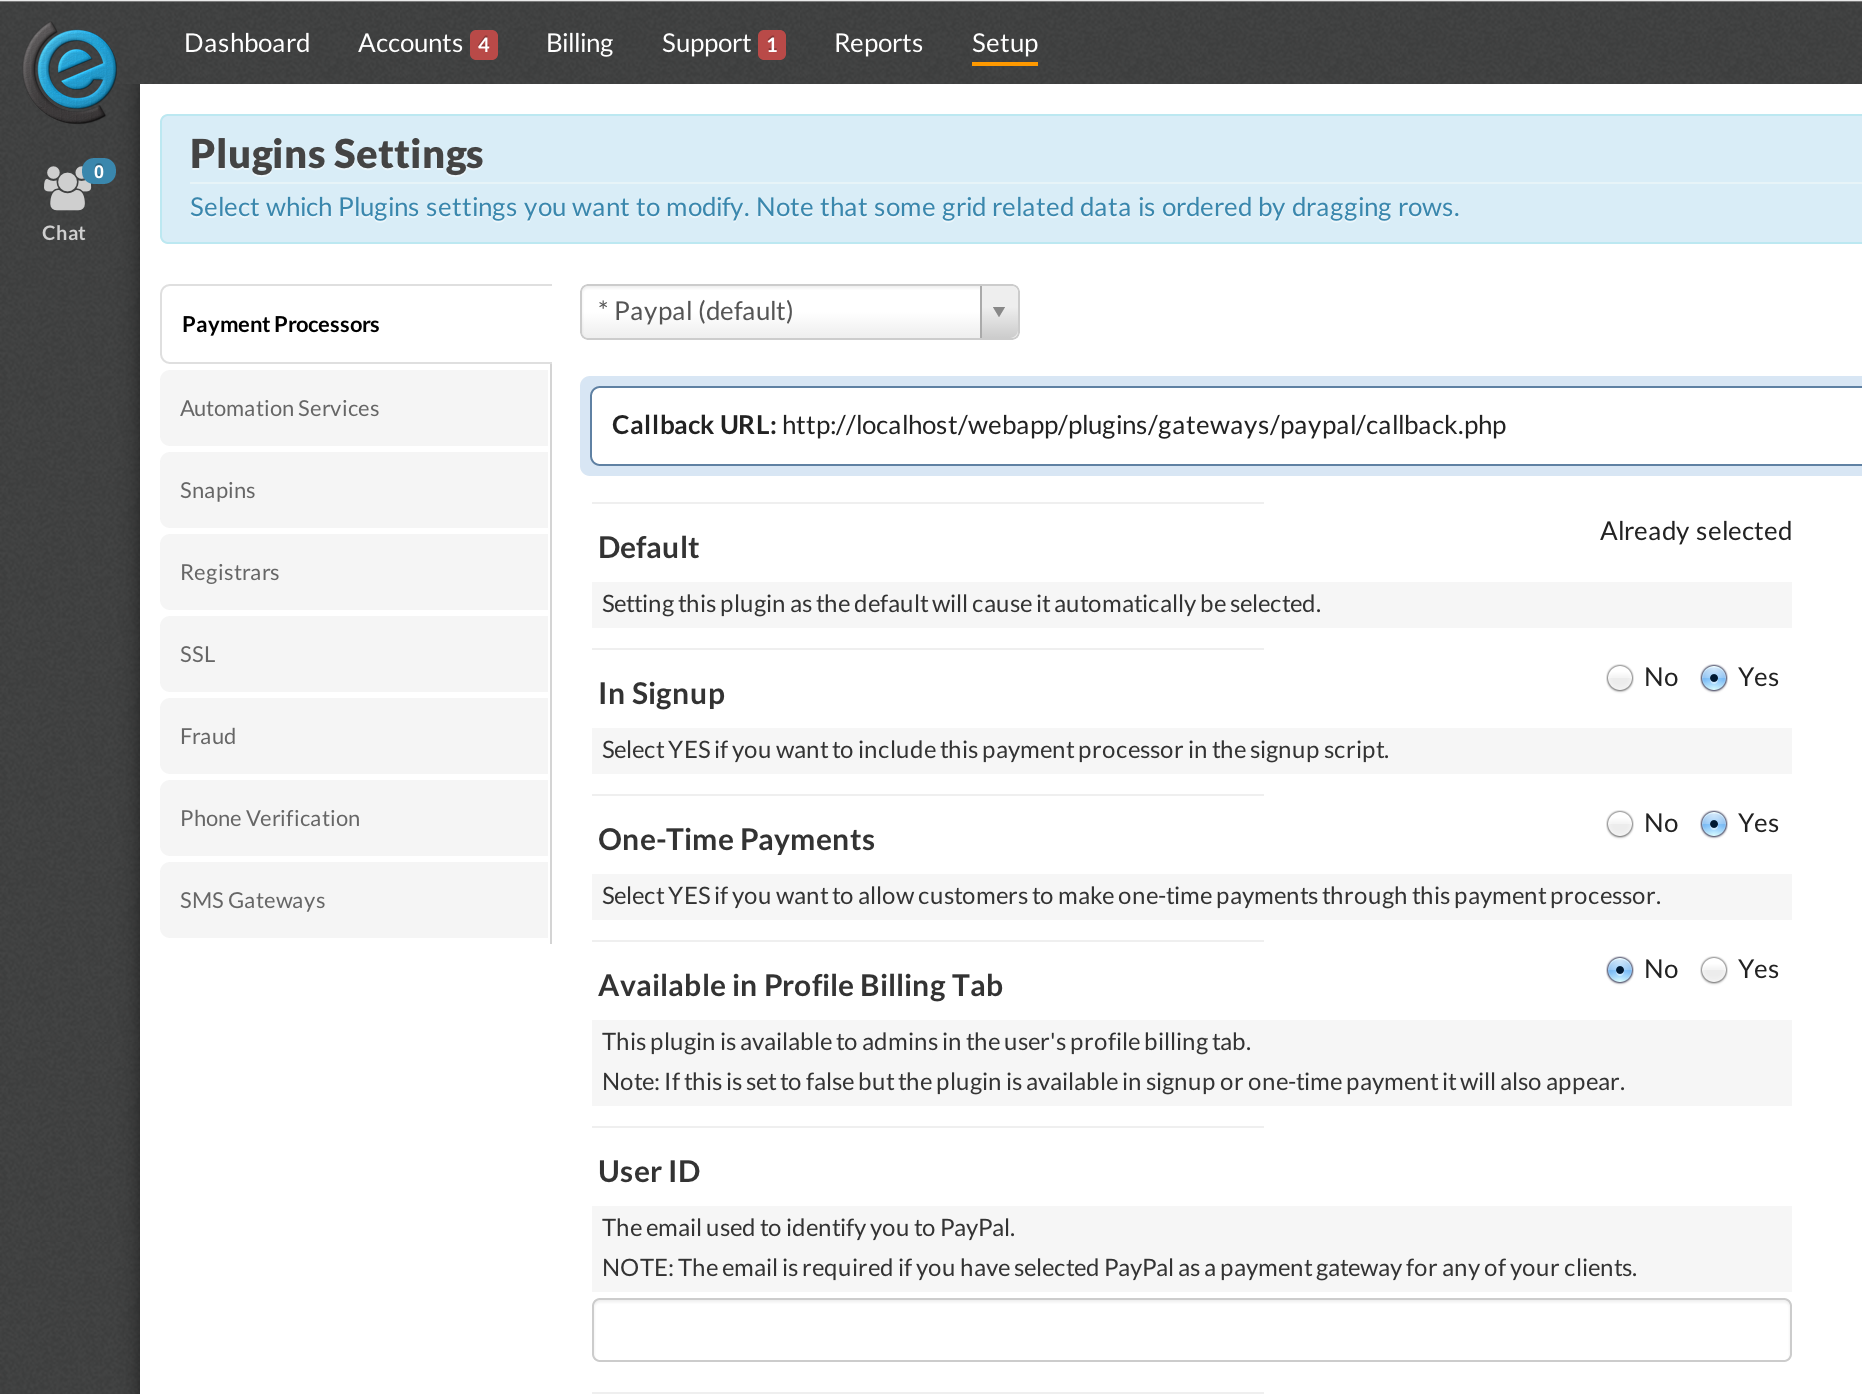 Dashboard Accounts 4 Billing Support 1 Reports Setup
0
Chat
Plugins Settings
Select which Plugins settings you want to modify. Note that some grid related data is ordered by dragging rows.
Payment Processors
Automation Services
Snapins
Registrars
SSL
Fraud
Phone Verification
SMS Gateways
* Paypal (default)
Callback URL: http://localhost/webapp/plugins/gateways/paypal/callback.php
Default
Already selected
Setting this plugin as the default will cause it automatically be selected.
In Signup
No Yes
Select YES if you want to include this payment processor in the signup script.
One-Time Payments
No Yes
Select YES if you want to allow customers to make one-time payments through this payment processor.
Available in Profile Billing Tab
No Yes
This plugin is available to admins in the user's profile billing tab.
Note: If this is set to false but the plugin is available in signup or one-time payment it will also appear.
User ID
The email used to identify you to PayPal.
NOTE: The email is required if you have selected PayPal as a payment gateway for any of your clients.